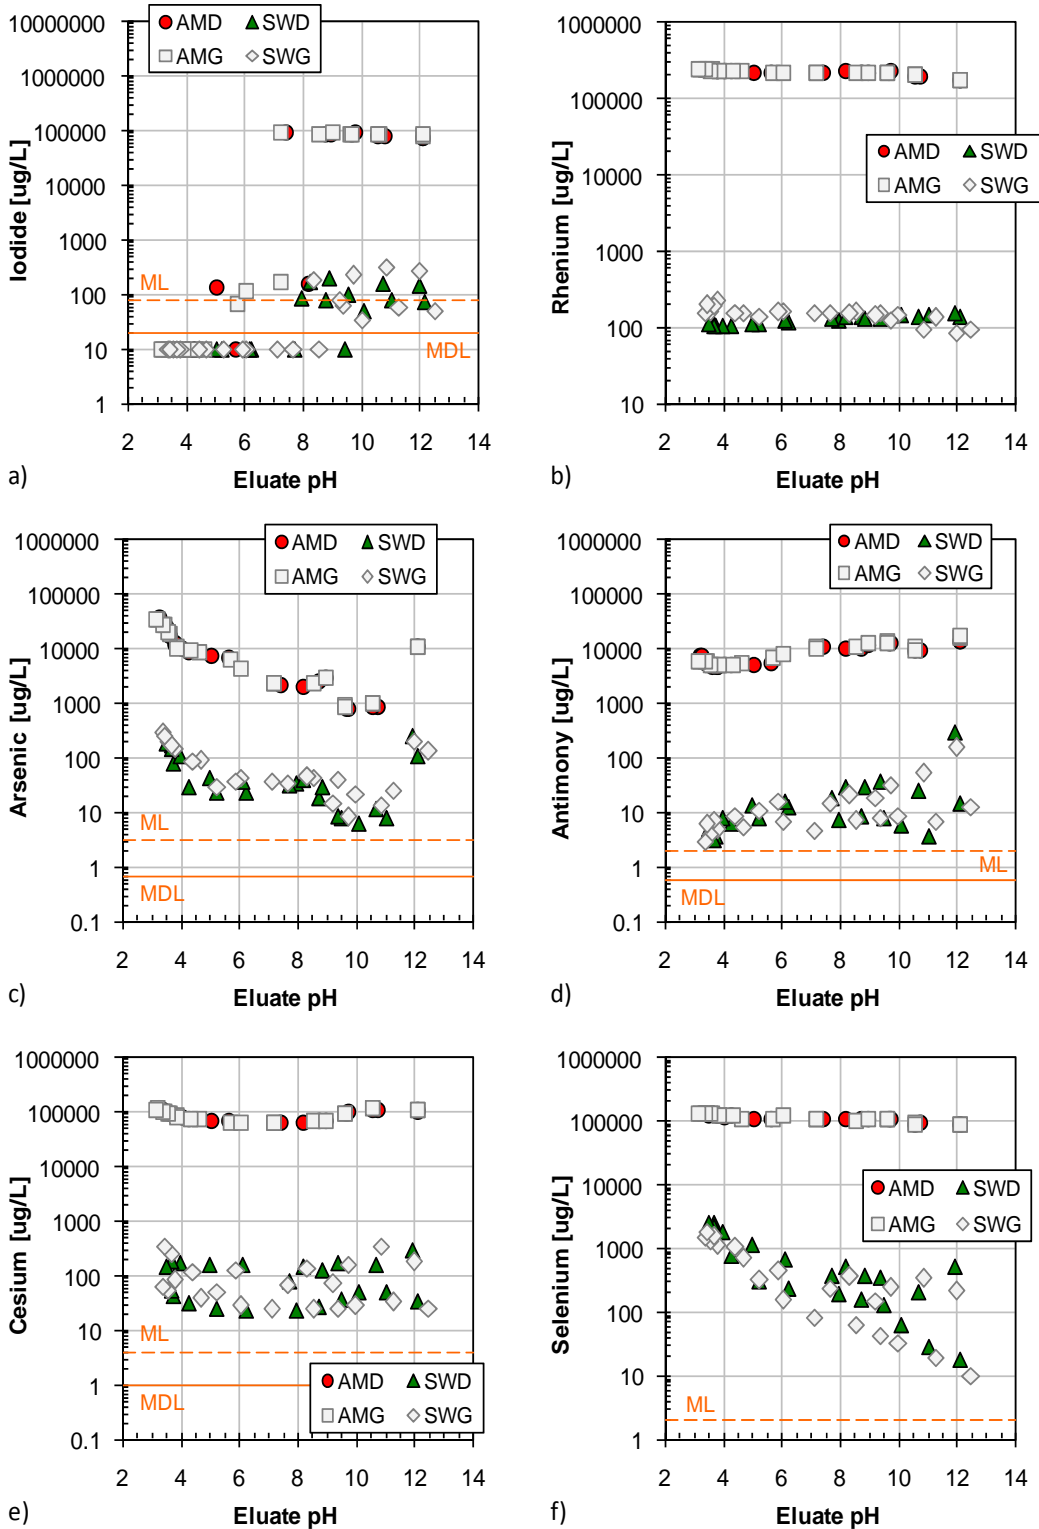 10000000
1000000
100000
10000
1000
100
10
1
Iodide [ug/L]
AMD SWD
AMG SWG
ML
MDL
2 4 6 8 10 12 14
Eluate pH
a)
1000000
100000
10000
1000
100
10
Rhenium [ug/L]
AMD SWD
AMG SWG
2 4 6 8 10 12 14
Eluate pH
b)
1000000
100000
10000
1000
100
10
1
0.1
Arsenic [ug/L]
AMD SWD
AMG SWG
ML
MDL
2 4 6 8 10 12 14
Eluate pH
c)
1000000
100000
10000
1000
100
10
1
0.1
Antimony [ug/L]
AMD SWD
AMG SWG
ML
MDL
2 4 6 8 10 12 14
Eluate pH
d)
1000000
100000
10000
1000
100
10
1
0.1
Cesium [ug/L]
ML
MDL
AMD SWD
AMG SWG
2 4 6 8 10 12 14
Eluate pH
e)
1000000
100000
10000
1000
100
10
1
Selenium [ug/L]
AMD SWD
AMG SWG
ML
2 4 6 8 10 12 14
Eluate pH
f)